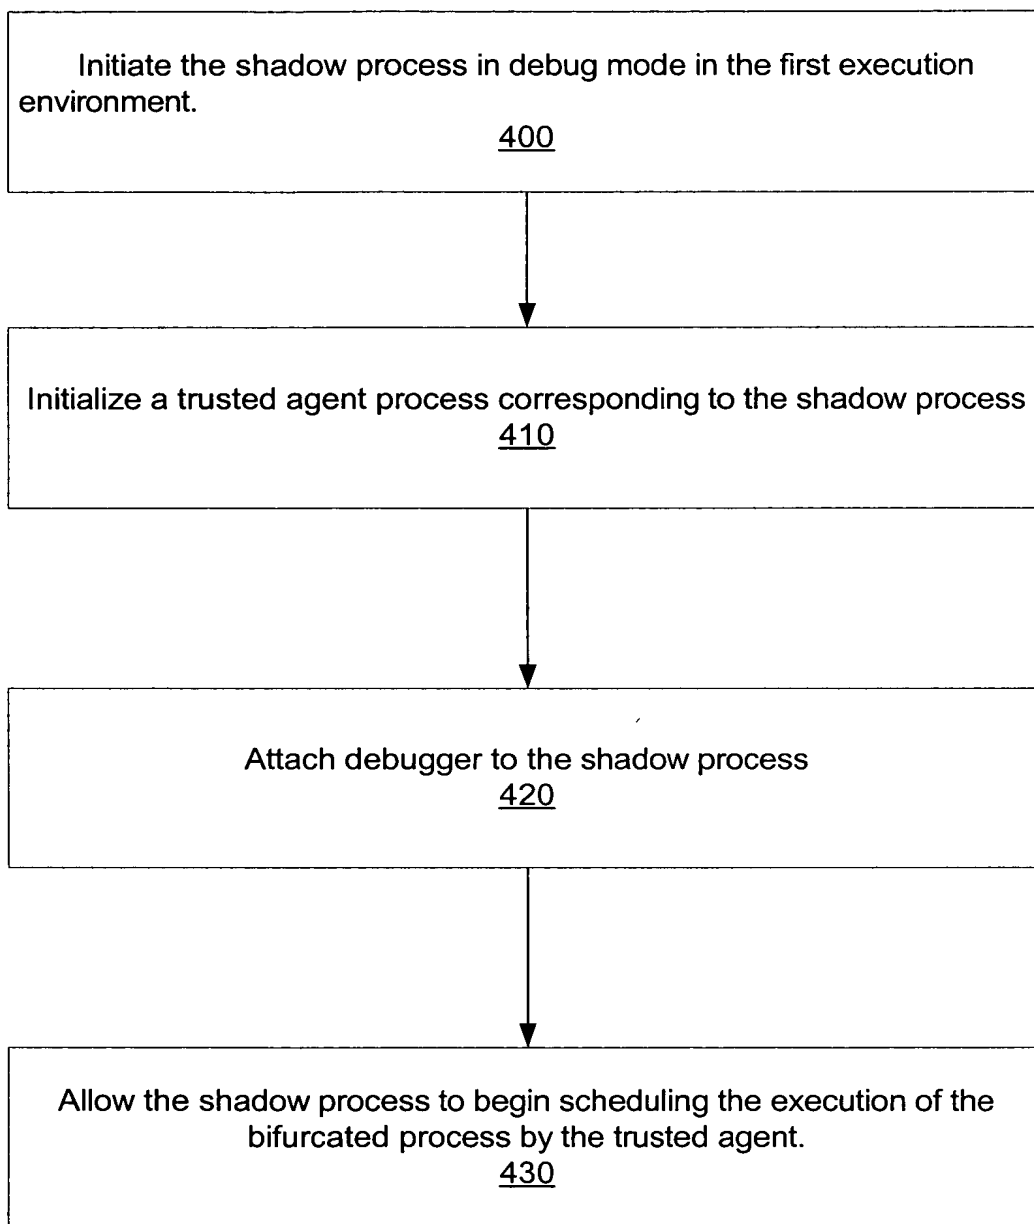 Initiate the shadow process in debug mode in the first execution
environment.
400
Initialize a trusted agent process corresponding to the shadow process
410
Attach debugger to the shadow process
420
Allow the shadow process to begin scheduling the execution of the
bifurcated process by the trusted agent.
430